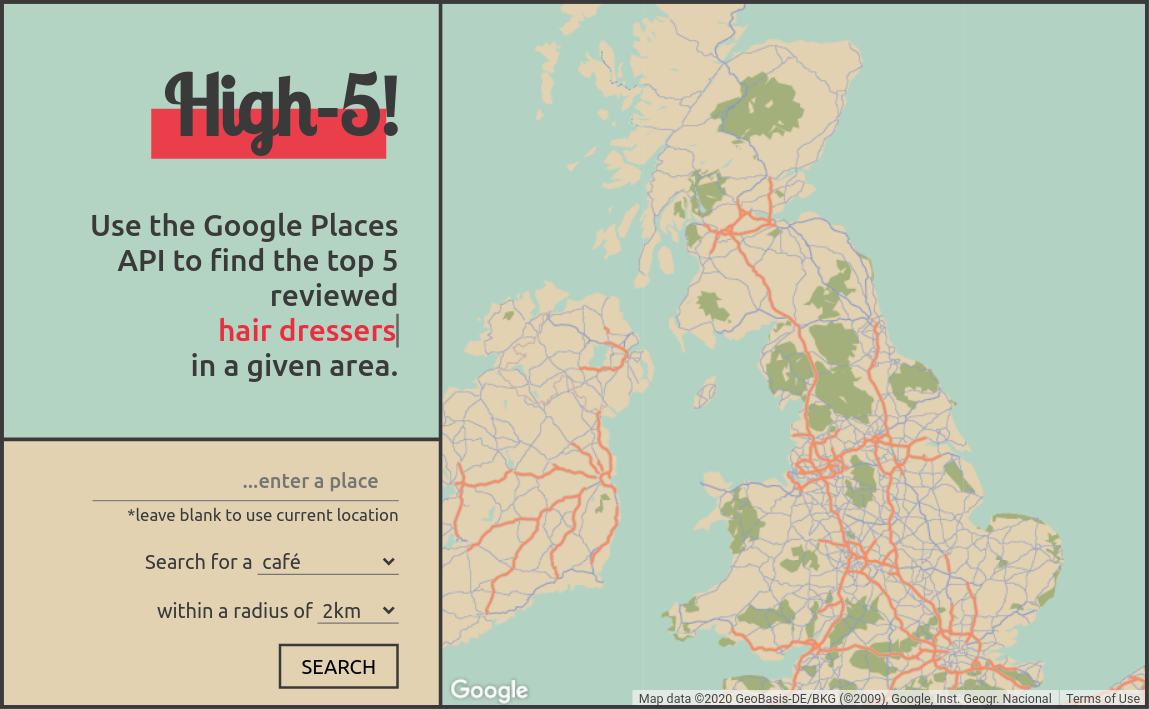 High-5!
Use the Google Places
API to find the top 5
reviewed
hair dressers
in a given area.
...enter a place
*leave blank to use current location
Search for a café
within a radius of 2km
SEARCH
Google
Map data ©2020 GeoBasis-DE/BKG (©2009), Google, Inst. Geogr. Nacional
Terms of Use